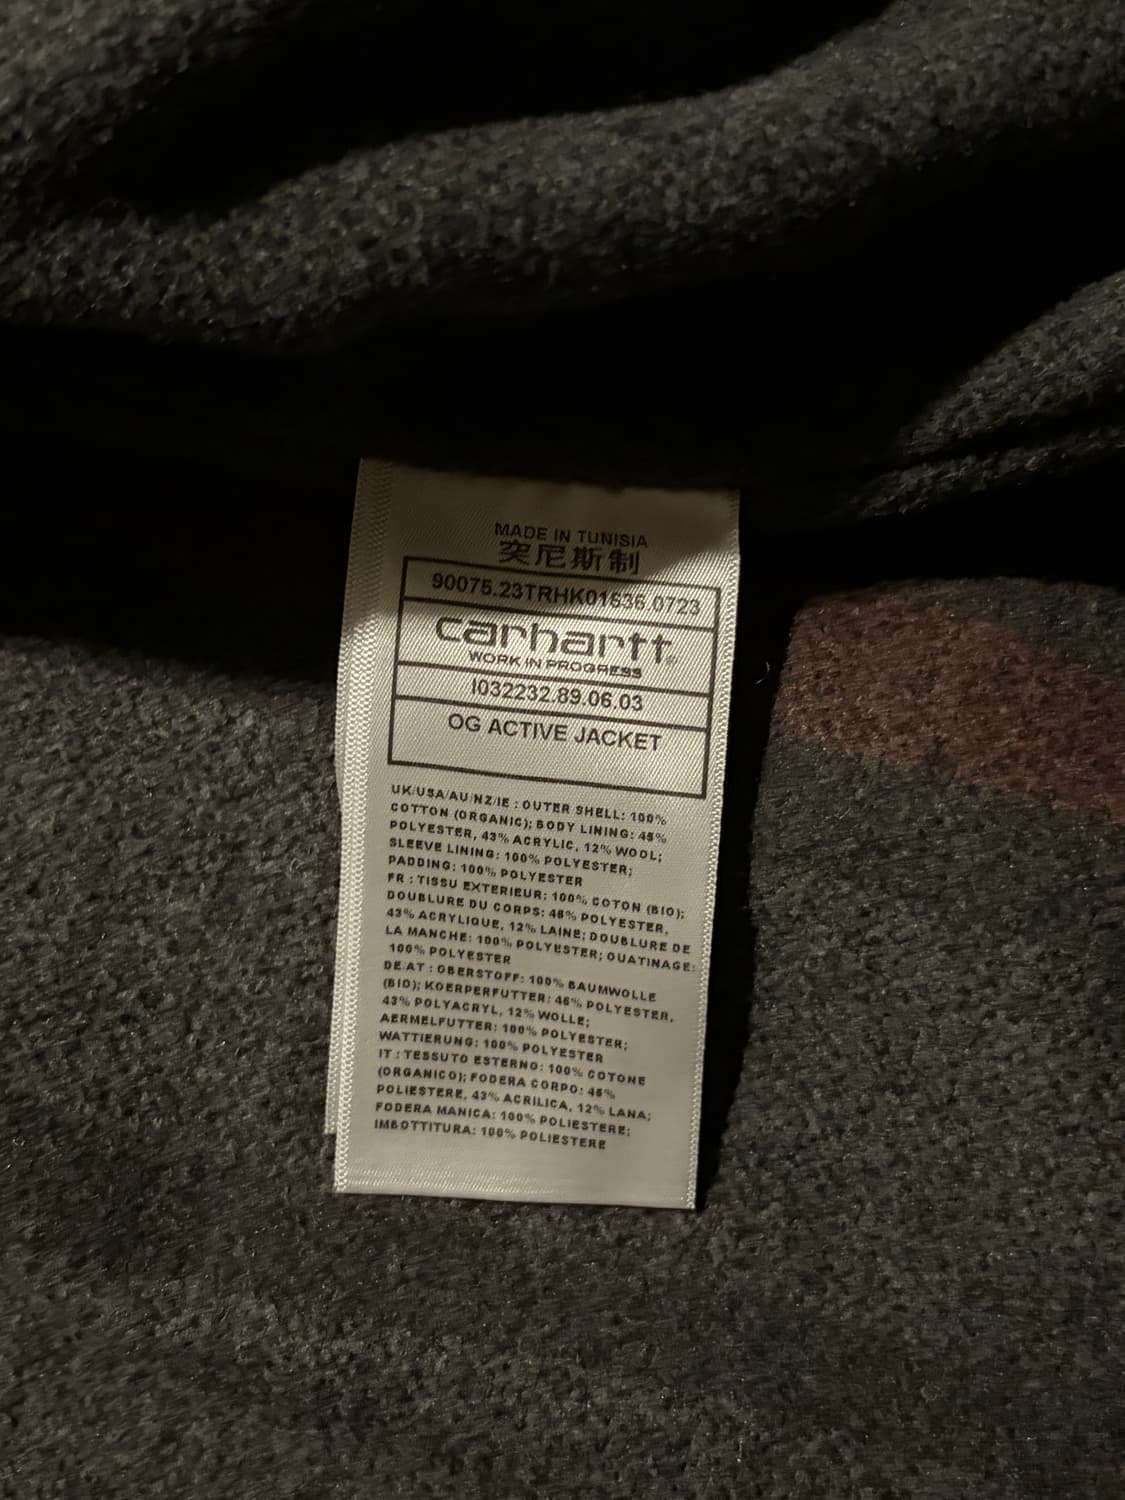 MADE IN TUNISIA
突尼斯制
90075.23TRHK01636.0723
carhartt®
WORK IN PROGRESS
I032232.89.06.03
OG ACTIVE JACKET
UK/USA/AU/NZ/IE : OUTER SHELL: 100%
COTTON (ORGANIC); BODY LINING: 45%
POLYESTER, 43% ACRYLIC, 12% WOOL;
SLEEVE LINING: 100% POLYESTER;
PADDING: 100% POLYESTER
FR : TISSU EXTERIEUR: 100% COTON (BIO);
DOUBLURE DU CORPS: 45% POLYESTER,
43% ACRYLIQUE, 12% LAINE; DOUBLURE DE
LA MANCHE: 100% POLYESTER; OUATINAGE:
100% POLYESTER
DE/AT : OBERSTOFF: 100% BAUMWOLLE
(BIO); KOERPERFUTTER: 45% POLYESTER,
43% POLYACRYL, 12% WOLLE;
AERMELFUTTER: 100% POLYESTER;
WATTIERUNG: 100% POLYESTER
IT : TESSUTO ESTERNO: 100% COTONE
(ORGANICO); FODERA CORPO: 45%
POLIESTERE, 43% ACRILICA, 12% LANA;
FODERA MANICA: 100% POLIESTERE;
IMBOTTITURA: 100% POLIESTERE